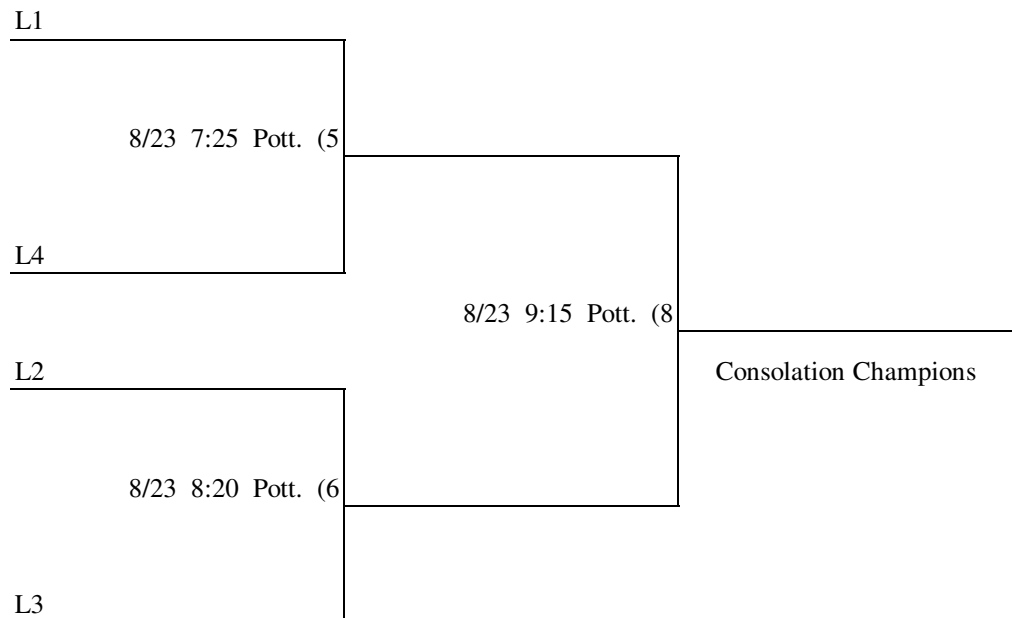 L1
8/23 7:25 Pott. (5
L4
8/23 9:15 Pott. (8
L2
Consolation Champions
8/23 8:20 Pott. (6
L3